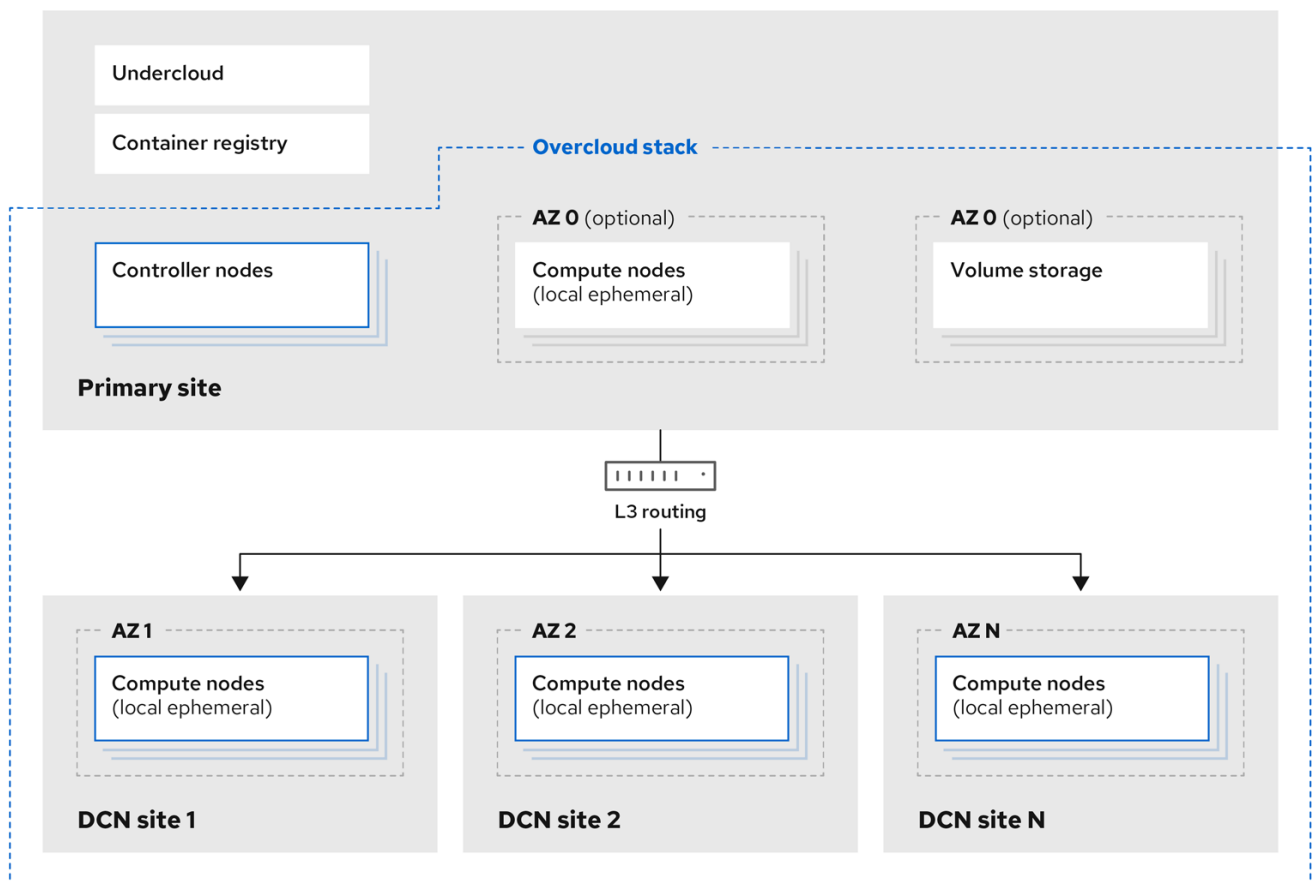 Undercloud
Container registry
Overcloud stack
AZ 0 (optional)
AZ 0 (optional)
Controller nodes
Compute nodes
(local ephemeral)
Volume storage
Primary site
L3 routing
AZ 1
AZ 2
AZ N
Compute nodes
(local ephemeral)
Compute nodes
(local ephemeral)
Compute nodes
(local ephemeral)
DCN site 1
DCN site 2
DCN site N